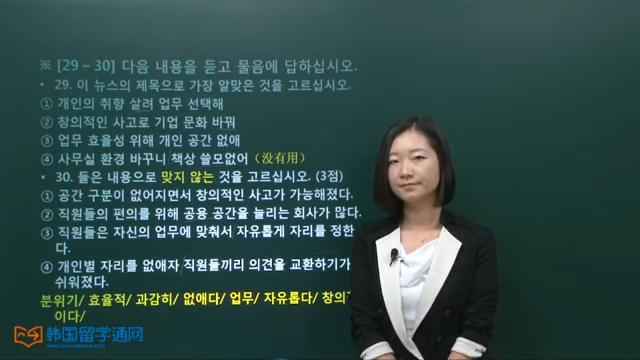 ※ [29 ~ 30] 다음 내용을 듣고 물음에 답하십시오.
• 29. 이 뉴스의 제목으로 가장 알맞은 것을 고르십시오.
① 개인의 취향 살려 업무 선택해
② 창의적인 사고로 기업 문화 바꿔
③ 업무 효율성 위해 개인 공간 없애
④ 사무실 환경 바꾸니 책상 쓸모없어 (没有用)
• 30. 들은 내용으로 맞지 않는 것을 고르십시오. (3점)
① 공간 구분이 없어지면서 창의적인 사고가 가능해졌다.
② 직원들의 편의를 위해 공용 공간을 늘리는 회사가 많다.
③ 직원들은 자신의 업무에 맞춰서 자유롭게 자리를 정한
다.
④ 개인별 자리를 없애자 직원들끼리 의견을 교환하기가
쉬워졌다.
분위기/ 효율적/ 과감히/ 없애다/ 업무/ 자유롭다/ 창의
이다/
韩国留学通网